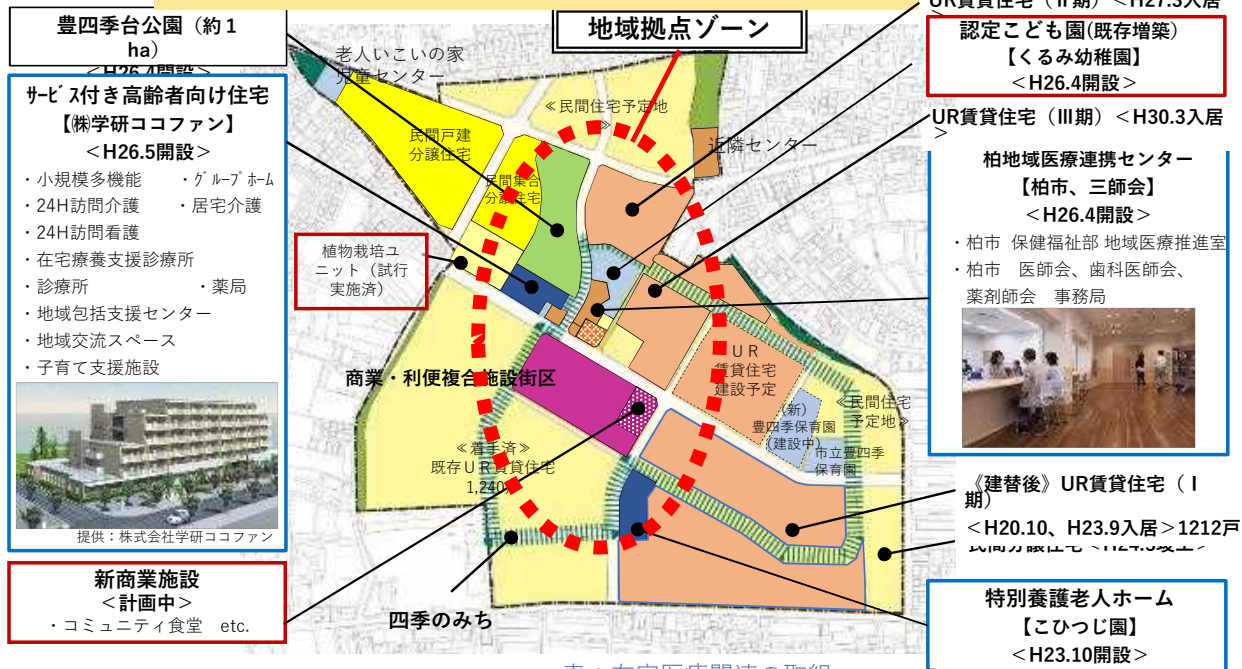 豊四季台公園（約１
ha）
＜H26.4開設＞
ｻｰﾋﾞｽ付き高齢者向け住宅
【㈱学研ココファン】
＜H26.5開設＞
・小規模多機能　・ｸﾞﾙｰﾌﾟﾎｰﾑ
・24H訪問介護　・居宅介護
・24H訪問看護
・在宅療養支援診療所
・診療所　・薬局
・地域包括支援センター
・地域交流スペース
・子育て支援施設
提供：株式会社学研ココファン
新商業施設
＜計画中＞
・コミュニティ食堂　etc.
地域拠点ゾーン
老人いこいの家
児童センター
≪民間住宅予定地
≫
民間戸建
分譲住宅
民間集合
分譲住宅
近隣センター
植物栽培ユ
ニット（試行
実施済）
商業・利便複合施設街区
ＵＲ
賃貸住宅
建設予定
≪民間住宅
予定地≫
（新）
豊四季保育園
（建設中）
市立豊四季
保育園
≪着手済≫
既存ＵＲ賃貸住宅
1,240
四季のみち
UR賃貸住宅（Ⅱ期）＜H27.3入居
＞
認定こども園(既存増築)
【くるみ幼稚園】
＜H26.4開設＞
UR賃貸住宅（Ⅲ期）＜H30.3入居
＞
柏地域医療連携センター
【柏市、三師会】
＜H26.4開設＞
・柏市 保健福祉部 地域医療推進室
・柏市　医師会、歯科医師会、
薬剤師会　事務局
《建替後》UR賃貸住宅（Ⅰ
期）
＜H20.10、H23.9入居＞1212戸
特別養護老人ホーム
【こひつじ園】
＜H23.10開設＞